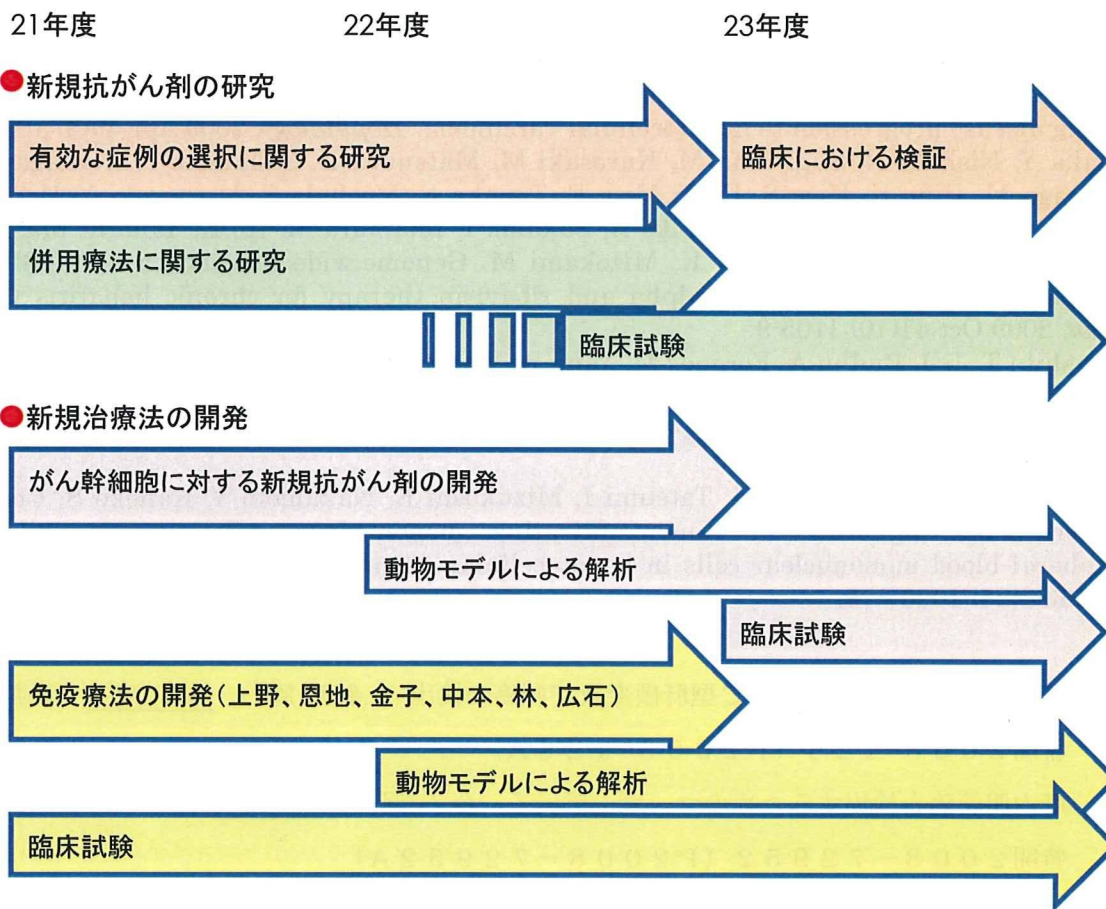 21年度 22年度 23年度
●新規抗がん剤の研究
有効な症例の選択に関する研究
臨床における検証
併用療法に関する研究
臨床試験
●新規治療法の開発
がん幹細胞に対する新規抗がん剤の開発
動物モデルによる解析
臨床試験
免疫療法の開発(上野、恩地、金子、中本、林、広石)
動物モデルによる解析
臨床試験